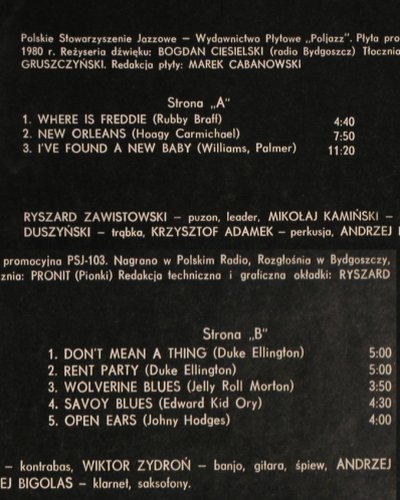 Polskie Stowarzyszenie Jazzowe – Wydawnictwo Płytowe „Poljazz". Płyta pro
1980 r. Reżyseria dźwięku: BOGDAN CIESIELSKI (radio Bydgoszcz) Tłocznia
GRUSZCZYŃSKI. Redakcja płyty: MAREK CABANOWSKI
Strona „A"
1. WHERE IS FREDDIE (Rubby Braff) 4:40
2. NEW ORLEANS (Hoagy Carmichael) 7:50
3. I'VE FOUND A NEW BABY (Williams, Palmer) 11:20
RYSZARD ZAWISTOWSKI – puzon, leader, MIKOŁAJ KAMIŃSKI –
DUSZYŃSKI – trąbka, KRZYSZTOF ADAMEK – perkusja, ANDRZEJ
promocyjna PSJ-103. Nagrano w Polskim Radio, Rozgłośnia w Bydgoszczy,
cznia: PRONIT (Pionki) Redakcja techniczna i graficzna okładki: RYSZARD
Strona „B"
1. DON'T MEAN A THING (Duke Ellington) 5:00
2. RENT PARTY (Duke Ellington) 5:00
3. WOLVERINE BLUES (Jelly Roll Morton) 3:50
4. SAVOY BLUES (Edward Kid Ory) 4:30
5. OPEN EARS (Johny Hodges) 4:00
– kontrabas, WIKTOR ZYDROŃ – banjo, gitara, śpiew, ANDRZEJ
EJ BIGOLAS – klarnet, saksofony.